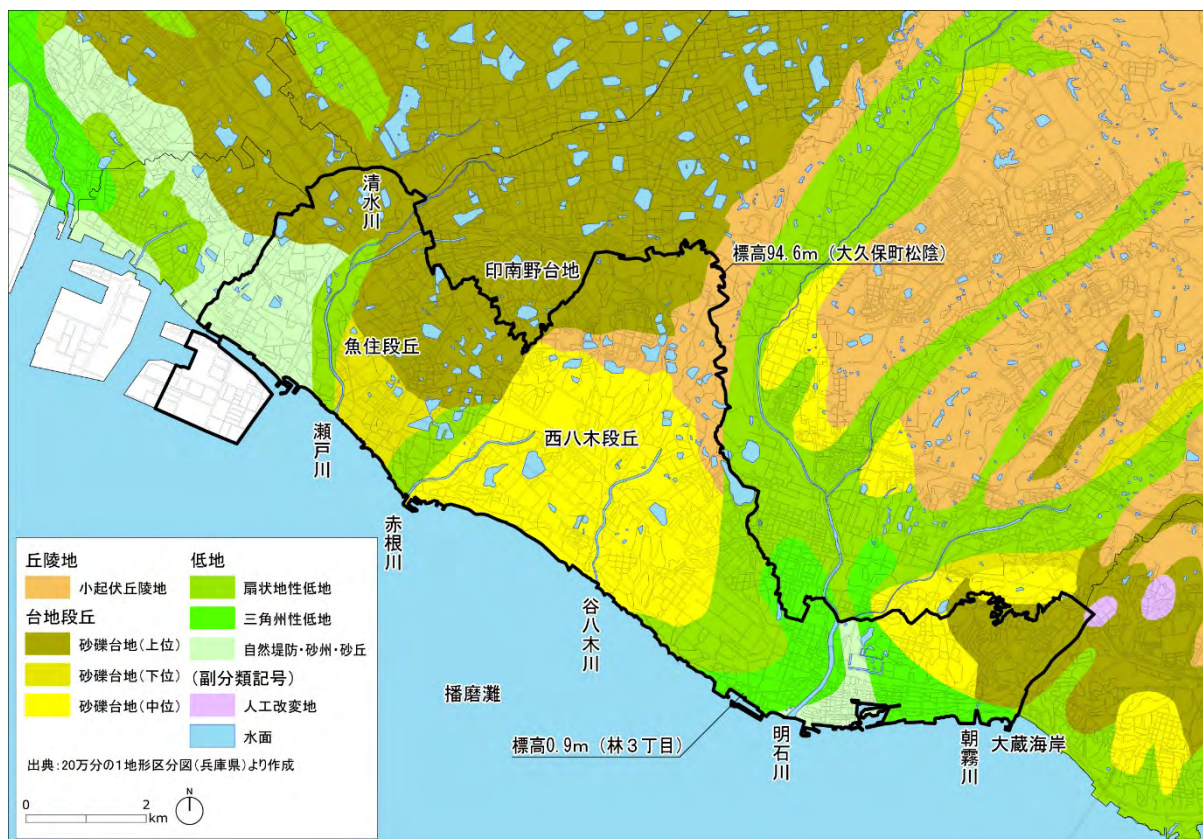 清水川
標高94.6m(大久保町松陰)
印南野台地
魚住段丘
西八木段丘
瀬戸川
赤根川
谷八木川
播磨灘
標高0.9m(林3丁目)
明石川
朝霧川
大蔵海岸
丘陵地
小起伏丘陵地
台地段丘
砂礫台地(上位)
砂礫台地(下位)
砂礫台地(中位)
低地
扇状地性低地
三角州性低地
自然堤防・砂州・砂丘
(副分類記号)
人工改変地
水面
出典:20万分の1地形区分図(兵庫県)より作成
0 2
km
N